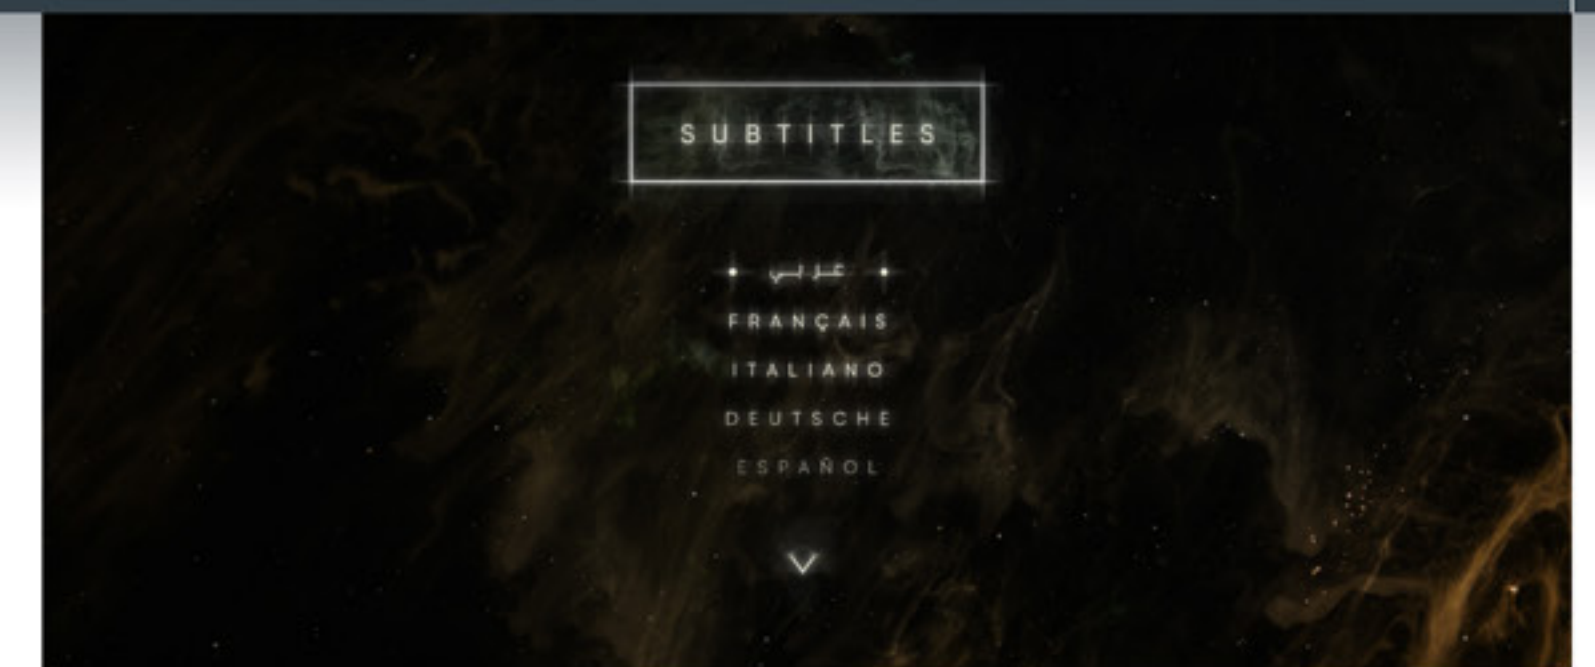 SUBTITLES
عربي
FRANÇAIS
ITALIANO
DEUTSCHE
ESPAÑOL